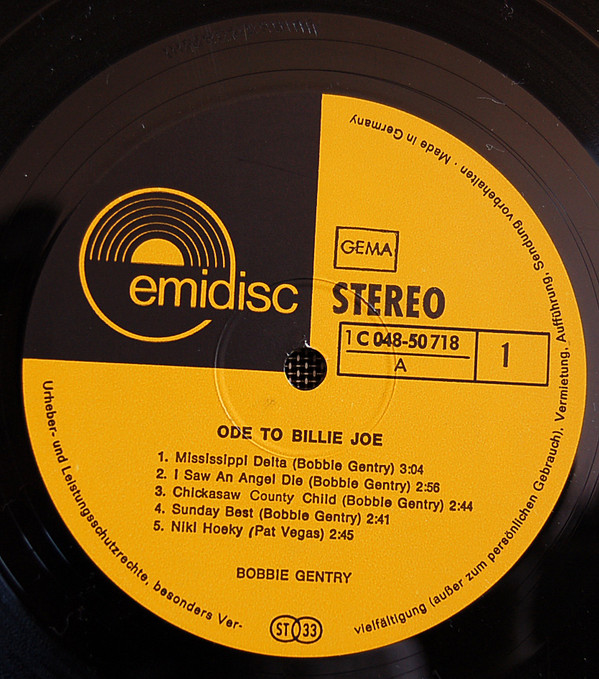 emidisc
GEMA
STEREO
1 C 048-50 718
A
1
ODE TO BILLIE JOE
1. Mississippi Delta (Bobbie Gentry) 3:04
2. I Saw An Angel Die (Bobbie Gentry) 2:56
3. Chickasaw County Child (Bobbie Gentry) 2:44
4. Sunday Best (Bobbie Gentry) 2:41
5. Niki Hoeky (Pat Vegas) 2:45
BOBBIE GENTRY
ST 33
Urheber- und Leistungsschutzrechte, besonders Ver-
vielfältigung (außer zum persönlichen Gebrauch), Vermietung, Aufführung, Sendung vorbehalten · Made in Germany